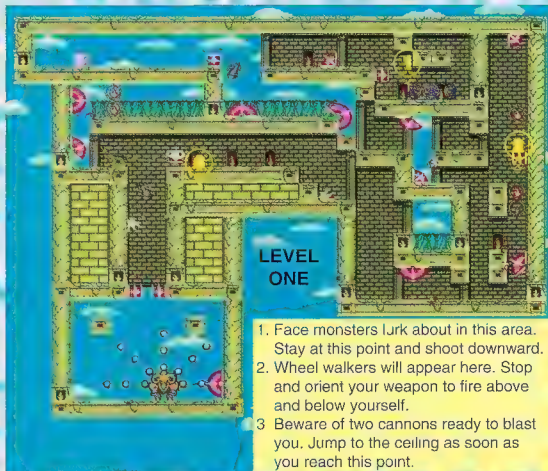 LEVEL
ONE
1. Face monsters lurk about in this area.
Stay at this point and shoot downward.
2. Wheel walkers will appear here. Stop
and orient your weapon to fire above
and below yourself.
3 Beware of two cannons ready to blast
you. Jump to the ceiling as soon as
you reach this point.